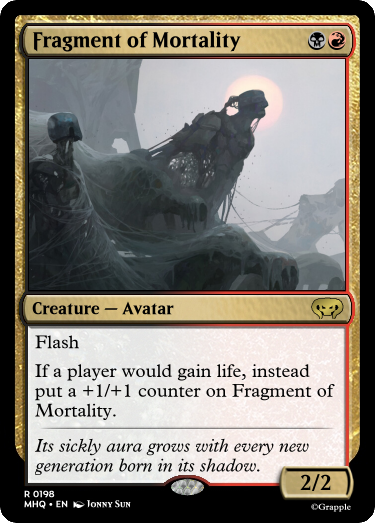 Fragment of Mortality
Creature — Avatar
Flash
If a player would gain life, instead
put a +1/+1 counter on Fragment of
Mortality.
Its sickly aura grows with every new
generation born in its shadow.
2/2
R 0198
MHQ • EN Jonny Sun
©Grapple